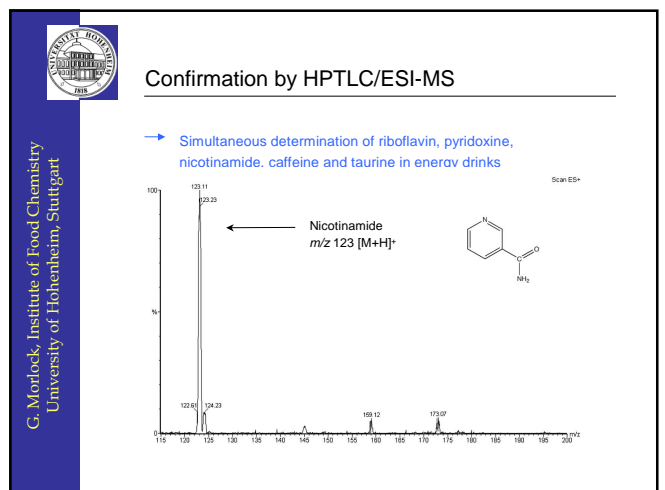 UNIVERSITÄT HOHENHEIM
1818
G. Morlock, Institute of Food Chemistry
University of Hohenheim, Stuttgart
Confirmation by HPTLC/ESI-MS
Simultaneous determination of riboflavin, pyridoxine,
nicotinamide, caffeine and taurine in energy drinks
Scan ES+
100
123.11
123.23
Nicotinamide
m/z 123 [M+H]+
N
C
O
NH2
%
122.61
124.23
159.12
173.07
0
115 120 125 130 135 140 145 150 155 160 165 170 175 180 185 190 195 200
m/z